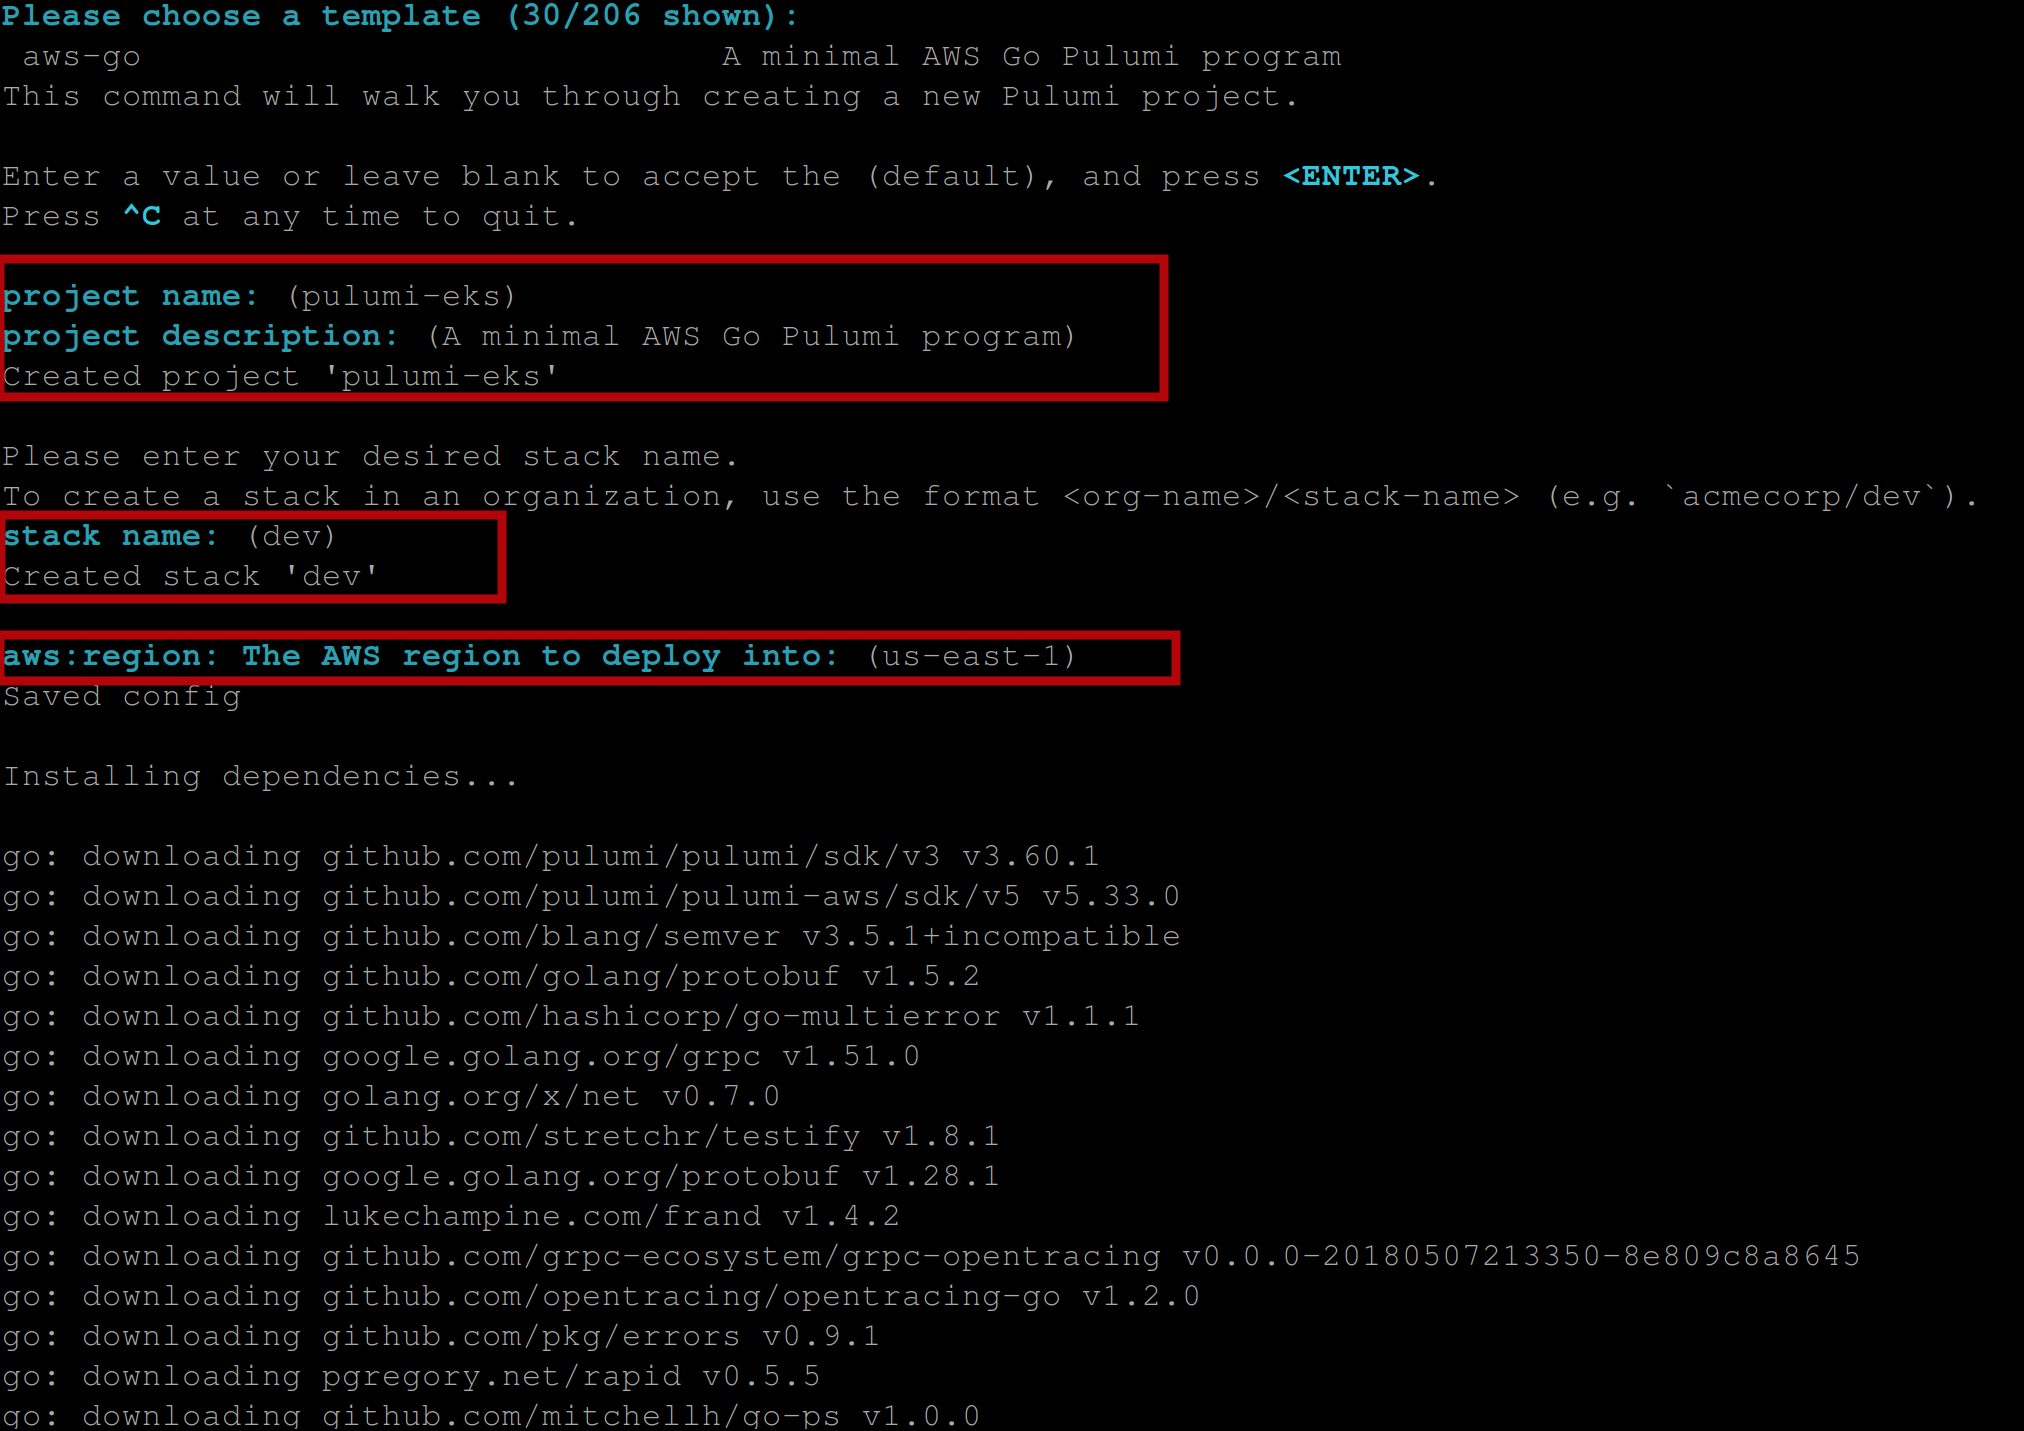 Please choose a template (30/206 shown):
aws-go A minimal AWS Go Pulumi program
This command will walk you through creating a new Pulumi project.
Enter a value or leave blank to accept the (default), and press <ENTER>.
Press ^C at any time to quit.
project name: (pulumi-eks)
project description: (A minimal AWS Go Pulumi program)
Created project 'pulumi-eks'
Please enter your desired stack name.
To create a stack in an organization, use the format <org-name>/<stack-name> (e.g. `acmecorp/dev`).
stack name: (dev)
Created stack 'dev'
aws:region: The AWS region to deploy into: (us-east-1)
Saved config
Installing dependencies...
go: downloading github.com/pulumi/pulumi/sdk/v3 v3.60.1
go: downloading github.com/pulumi/pulumi-aws/sdk/v5 v5.33.0
go: downloading github.com/blang/semver v3.5.1+incompatible
go: downloading github.com/golang/protobuf v1.5.2
go: downloading github.com/hashicorp/go-multierror v1.1.1
go: downloading google.golang.org/grpc v1.51.0
go: downloading golang.org/x/net v0.7.0
go: downloading github.com/stretchr/testify v1.8.1
go: downloading google.golang.org/protobuf v1.28.1
go: downloading lukechampine.com/frand v1.4.2
go: downloading github.com/grpc-ecosystem/grpc-opentracing v0.0.0-20180507213350-8e809c8a8645
go: downloading github.com/opentracing/opentracing-go v1.2.0
go: downloading github.com/pkg/errors v0.9.1
go: downloading pgregory.net/rapid v0.5.5
go: downloading github.com/mitchellh/go-ps v1.0.0